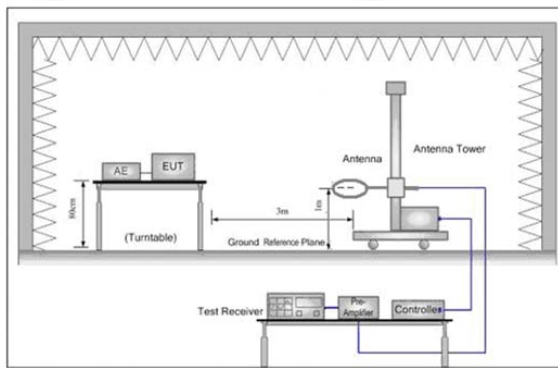 AE
EUT
Antenna
Antenna Tower
80cm
(Turntable)
3m
1m
Ground Reference Plane
Test Receiver
Pre-
Amplifier
Controller